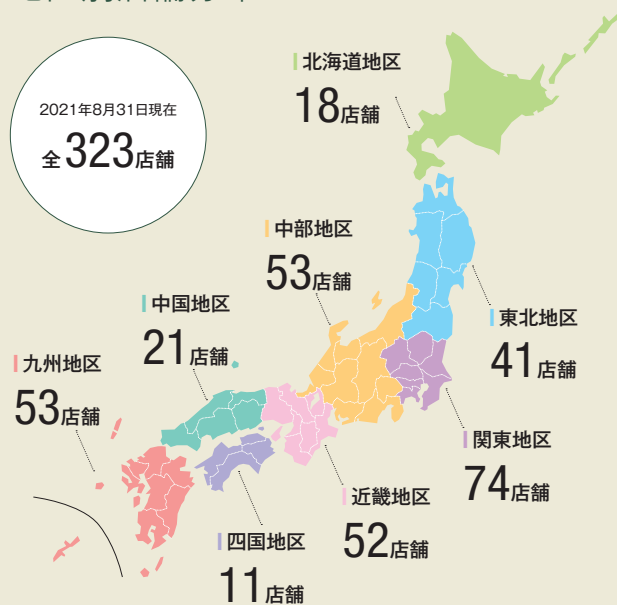 2021年8月31日現在
全323店舗
北海道地区
18店舗
中部地区
53店舗
中国地区
21店舗
東北地区
41店舗
九州地区
53店舗
関東地区
74店舗
近畿地区
52店舗
四国地区
11店舗